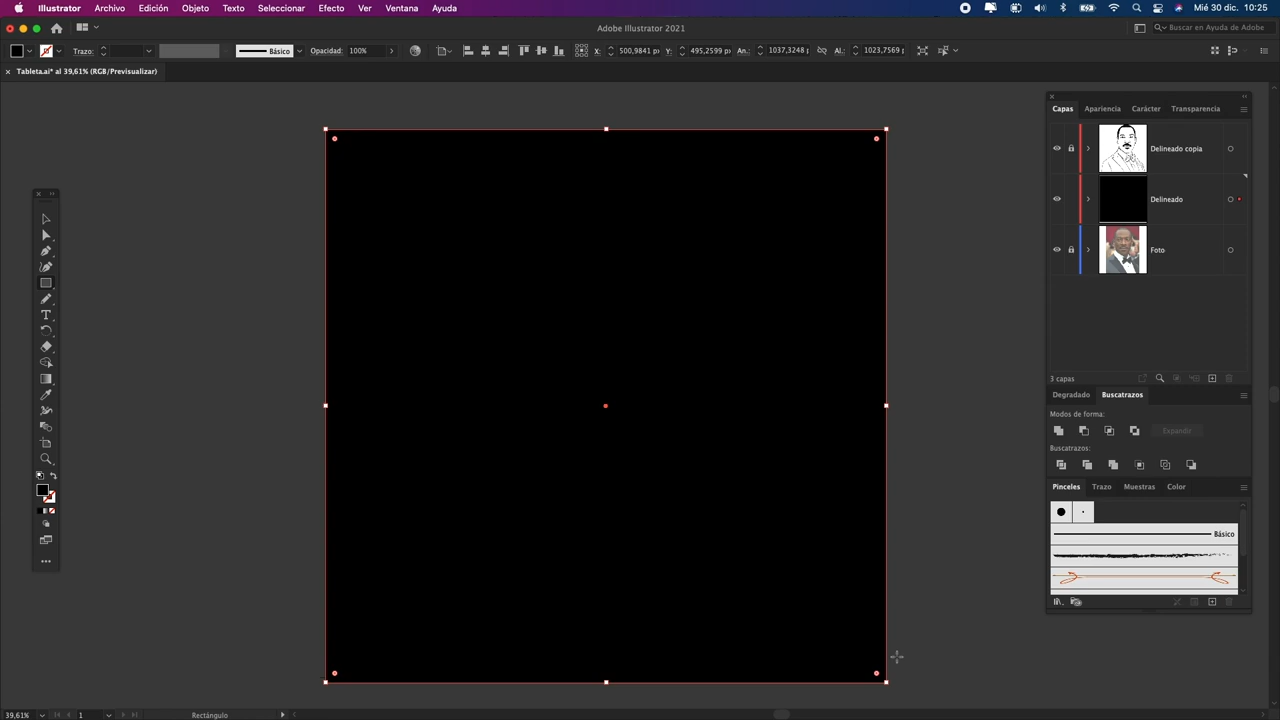 Illustrator Archivo Edición Objeto Texto Seleccionar Efecto Ver Ventana Ayuda Mié 30 dic. 10:25
Adobe Illustrator 2021 Buscar en Ayuda de Adobe
Trazo: Básico Opacidad: 100% X: 500,9841 px Y: 495,2599 px An.: 1037,3248 p Al.: 1023,7569 p
Tableta.ai* al 39,61% (RGB/Previsualizar)
Capas Apariencia Carácter Transparencia
Delineado copia
Delineado
Foto
3 capas
Degradado Buscatrazos
Modos de forma:
Expandir
Buscatrazos:
Pinceles Trazo Muestras Color
Básico
39,61% 1 Rectángulo